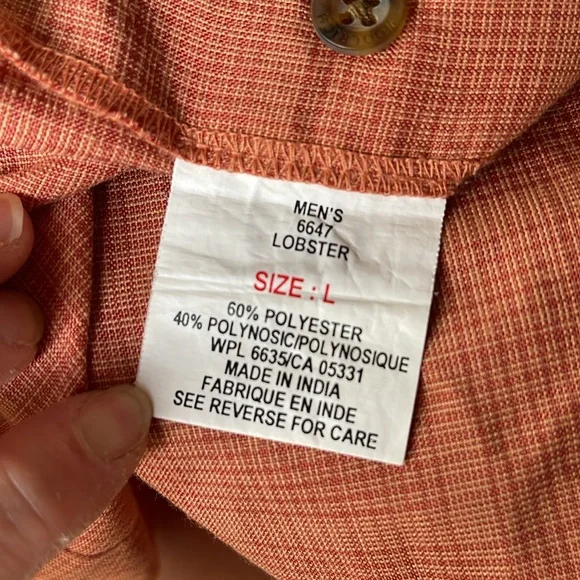 MEN'S
6647
LOBSTER
SIZE : L
60% POLYESTER
40% POLYNOSIC/POLYNOSIQUE
WPL 6635/CA 05331
MADE IN INDIA
FABRIQUE EN INDE
SEE REVERSE FOR CARE